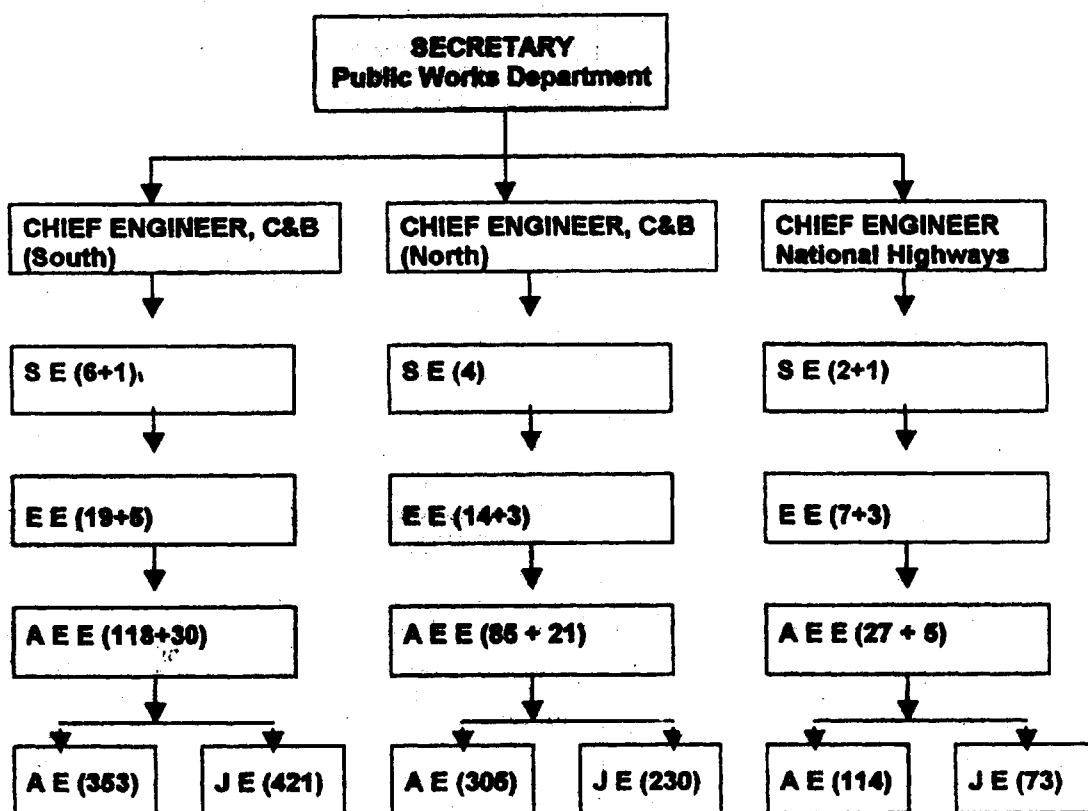 SECRETARY
Public Works Department
CHIEF ENGINEER, C&B
(South)
CHIEF ENGINEER, C&B
(North)
CHIEF ENGINEER
National Highways
S E (6+1)
S E (4)
S E (2+1)
E E (19+5)
E E (14+3)
E E (7+3)
A E E (118+30)
A E E (85 + 21)
A E E (27 + 5)
A E (353)
J E (421)
A E (305)
J E (230)
A E (114)
J E (73)